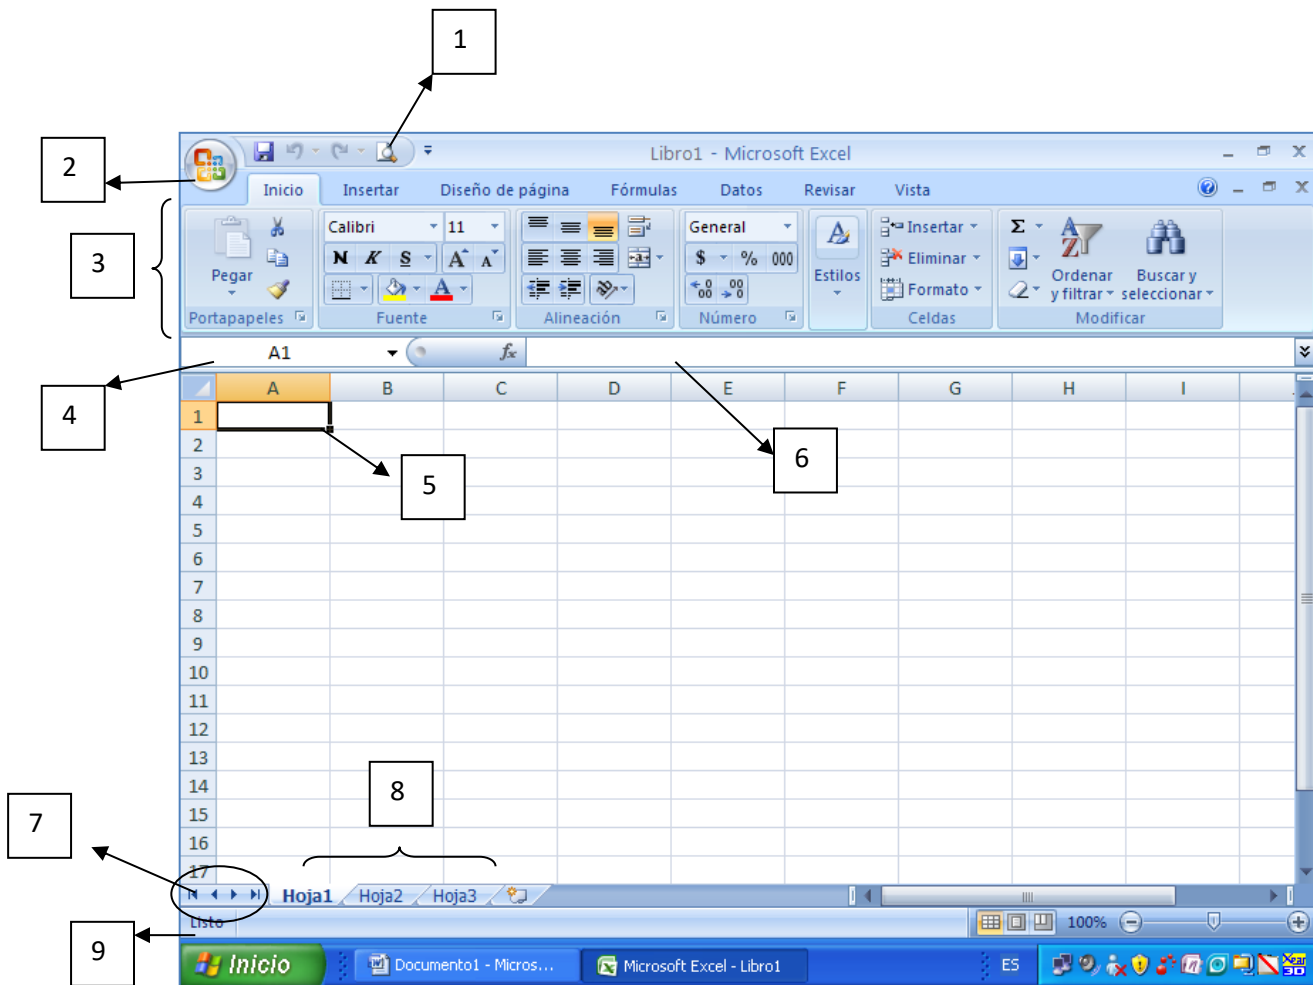 1
2
Libro1 - Microsoft Excel
Inicio Insertar Diseño de página Fórmulas Datos Revisar Vista
3
Calibri 11 General Insertar Σ
N K S A A $ % 000 Eliminar
Pegar Estilos Ordenar y filtrar Buscar y seleccionar
A Formato
Portapapeles Fuente Alineación Número Celdas Modificar
A1 fx
4
A B C D E F G H I
1
2
3
4
5
6
7
8
9
10
11
12
13
14
15
16
17
5
6
7
8
Hoja1 Hoja2 Hoja3
Listo 100%
9
Inicio Documento1 - Micros... Microsoft Excel - Libro1 ES